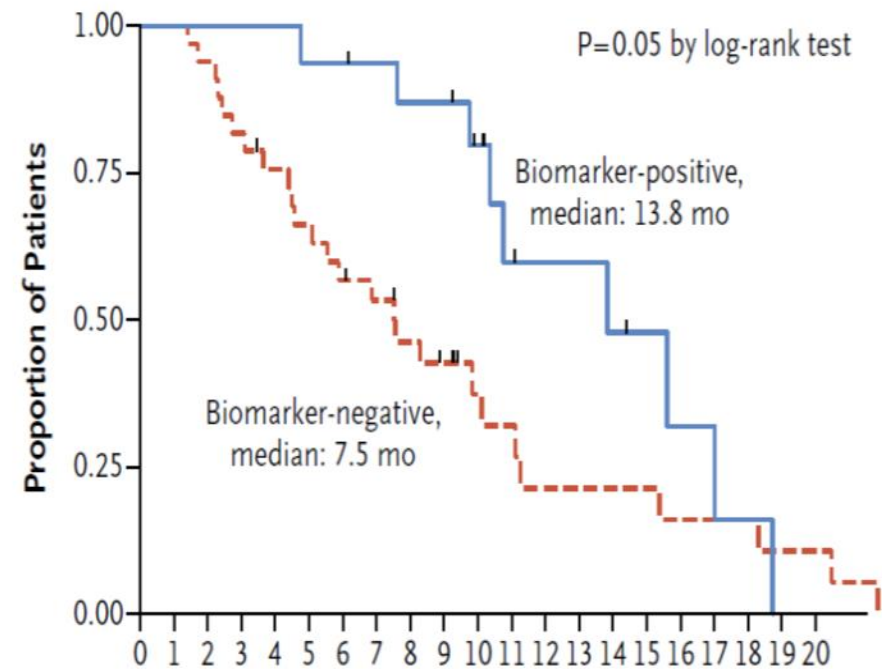 1.00
P=0.05 by log-rank test
0.75
Biomarker-positive,
median: 13.8 mo
Proportion of Patients
0.50
Biomarker-negative,
median: 7.5 mo
0.25
0.00
0 1 2 3 4 5 6 7 8 9 10 11 12 13 14 15 16 17 18 19 20